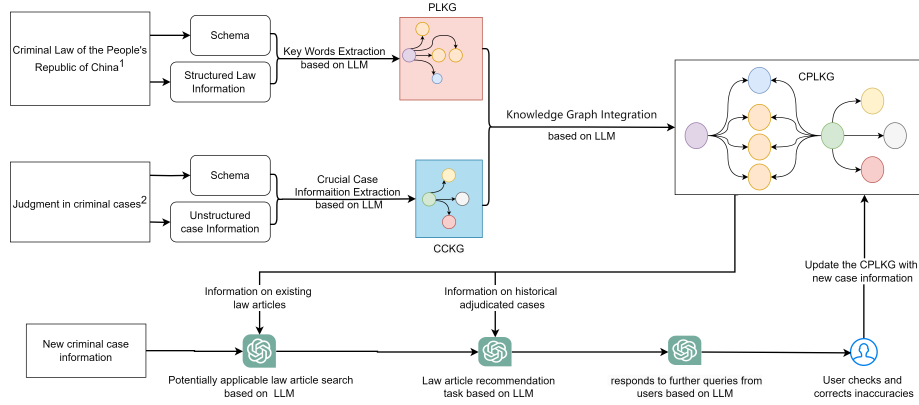 PLKG
Criminal Law of the People's
Republic of China1
Schema
Structured Law
Information
Key Words Extraction
based on LLM
Knowledge Graph Integration
based on LLM
CPLKG
Judgment in criminal cases2
Schema
Unstructured
case Information
Crucial Case
Informaition Extraction
based on LLM
CCKG
Information on existing
law articles
Information on historical
adjudicated cases
Update the CPLKG with
new case information
New criminal case
information
Potentially applicable law article search
based on LLM
Law article recommendation
task based on LLM
responds to further queries from
users based on LLM
User checks and
corrects inaccuracies